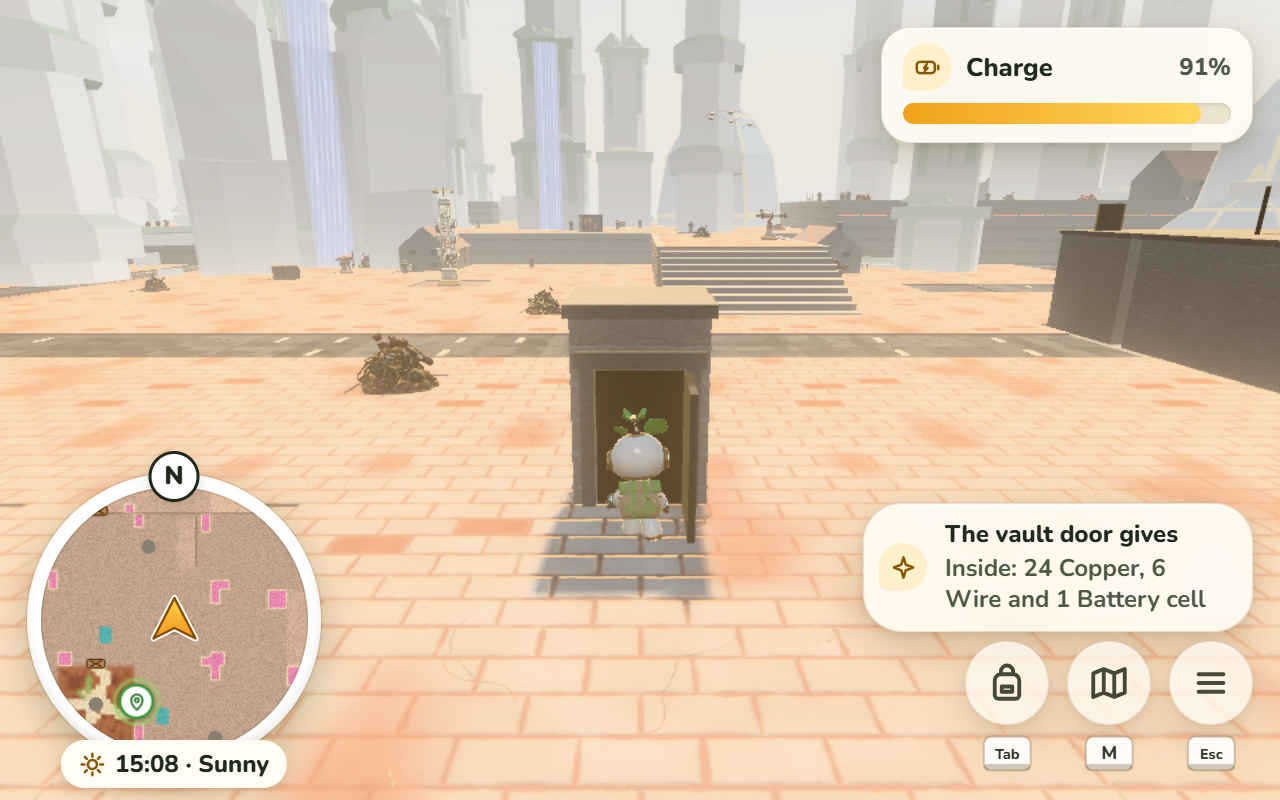 Charge 91%
N
The vault door gives
Inside: 24 Copper, 6
Wire and 1 Battery cell
15:08 · Sunny
Tab M Esc